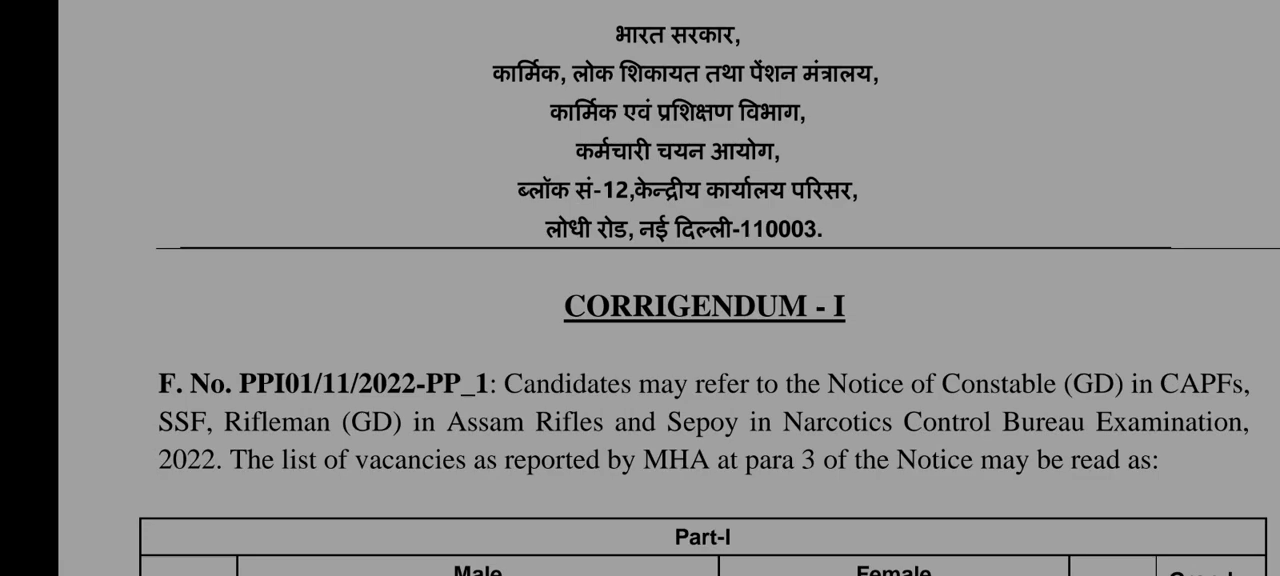 भारत सरकार,
कार्मिक, लोक शिकायत तथा पेंशन मंत्रालय,
कार्मिक एवं प्रशिक्षण विभाग,
कर्मचारी चयन आयोग,
ब्लॉक सं-12,केन्द्रीय कार्यालय परिसर,
लोधी रोड, नई दिल्ली-110003.
CORRIGENDUM - I
F. No. PPI01/11/2022-PP_1: Candidates may refer to the Notice of Constable (GD) in CAPFs,
SSF, Rifleman (GD) in Assam Rifles and Sepoy in Narcotics Control Bureau Examination,
2022. The list of vacancies as reported by MHA at para 3 of the Notice may be read as:
Part-I
Male Female